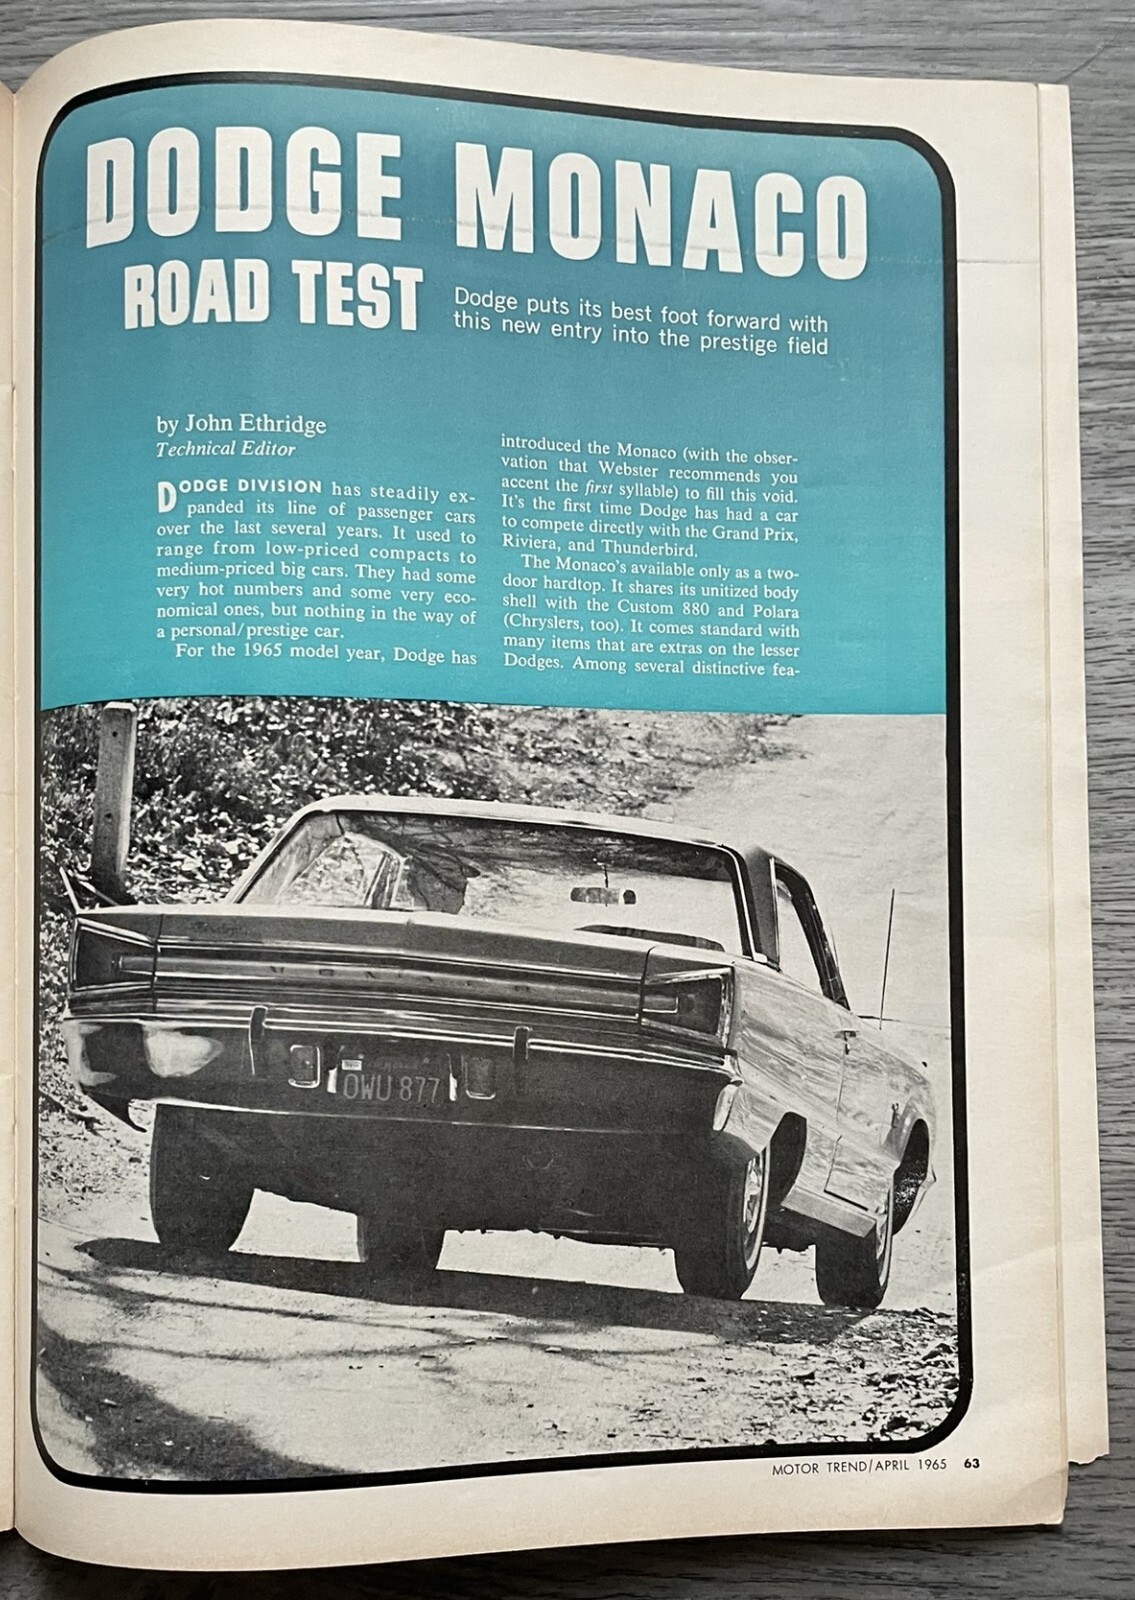 DODGE MONACO
ROAD TEST
Dodge puts its best foot forward with
this new entry into the prestige field
by John Ethridge
Technical Editor
DODGE DIVISION has steadily ex-
panded its line of passenger cars
over the last several years. It used to
range from low-priced compacts to
medium-priced big cars. They had some
very hot numbers and some very eco-
nomical ones, but nothing in the way of
a personal/prestige car.
For the 1965 model year, Dodge has
introduced the Monaco (with the obser-
vation that Webster recommends you
accent the first syllable) to fill this void.
It's the first time Dodge has had a car
to compete directly with the Grand Prix,
Riviera, and Thunderbird.
The Monaco's available only as a two-
door hardtop. It shares its unitized body
shell with the Custom 880 and Polara
(Chryslers, too). It comes standard with
many items that are extras on the lesser
Dodges. Among several distinctive fea-
OWU 877
MOTOR TREND/APRIL 1965 63